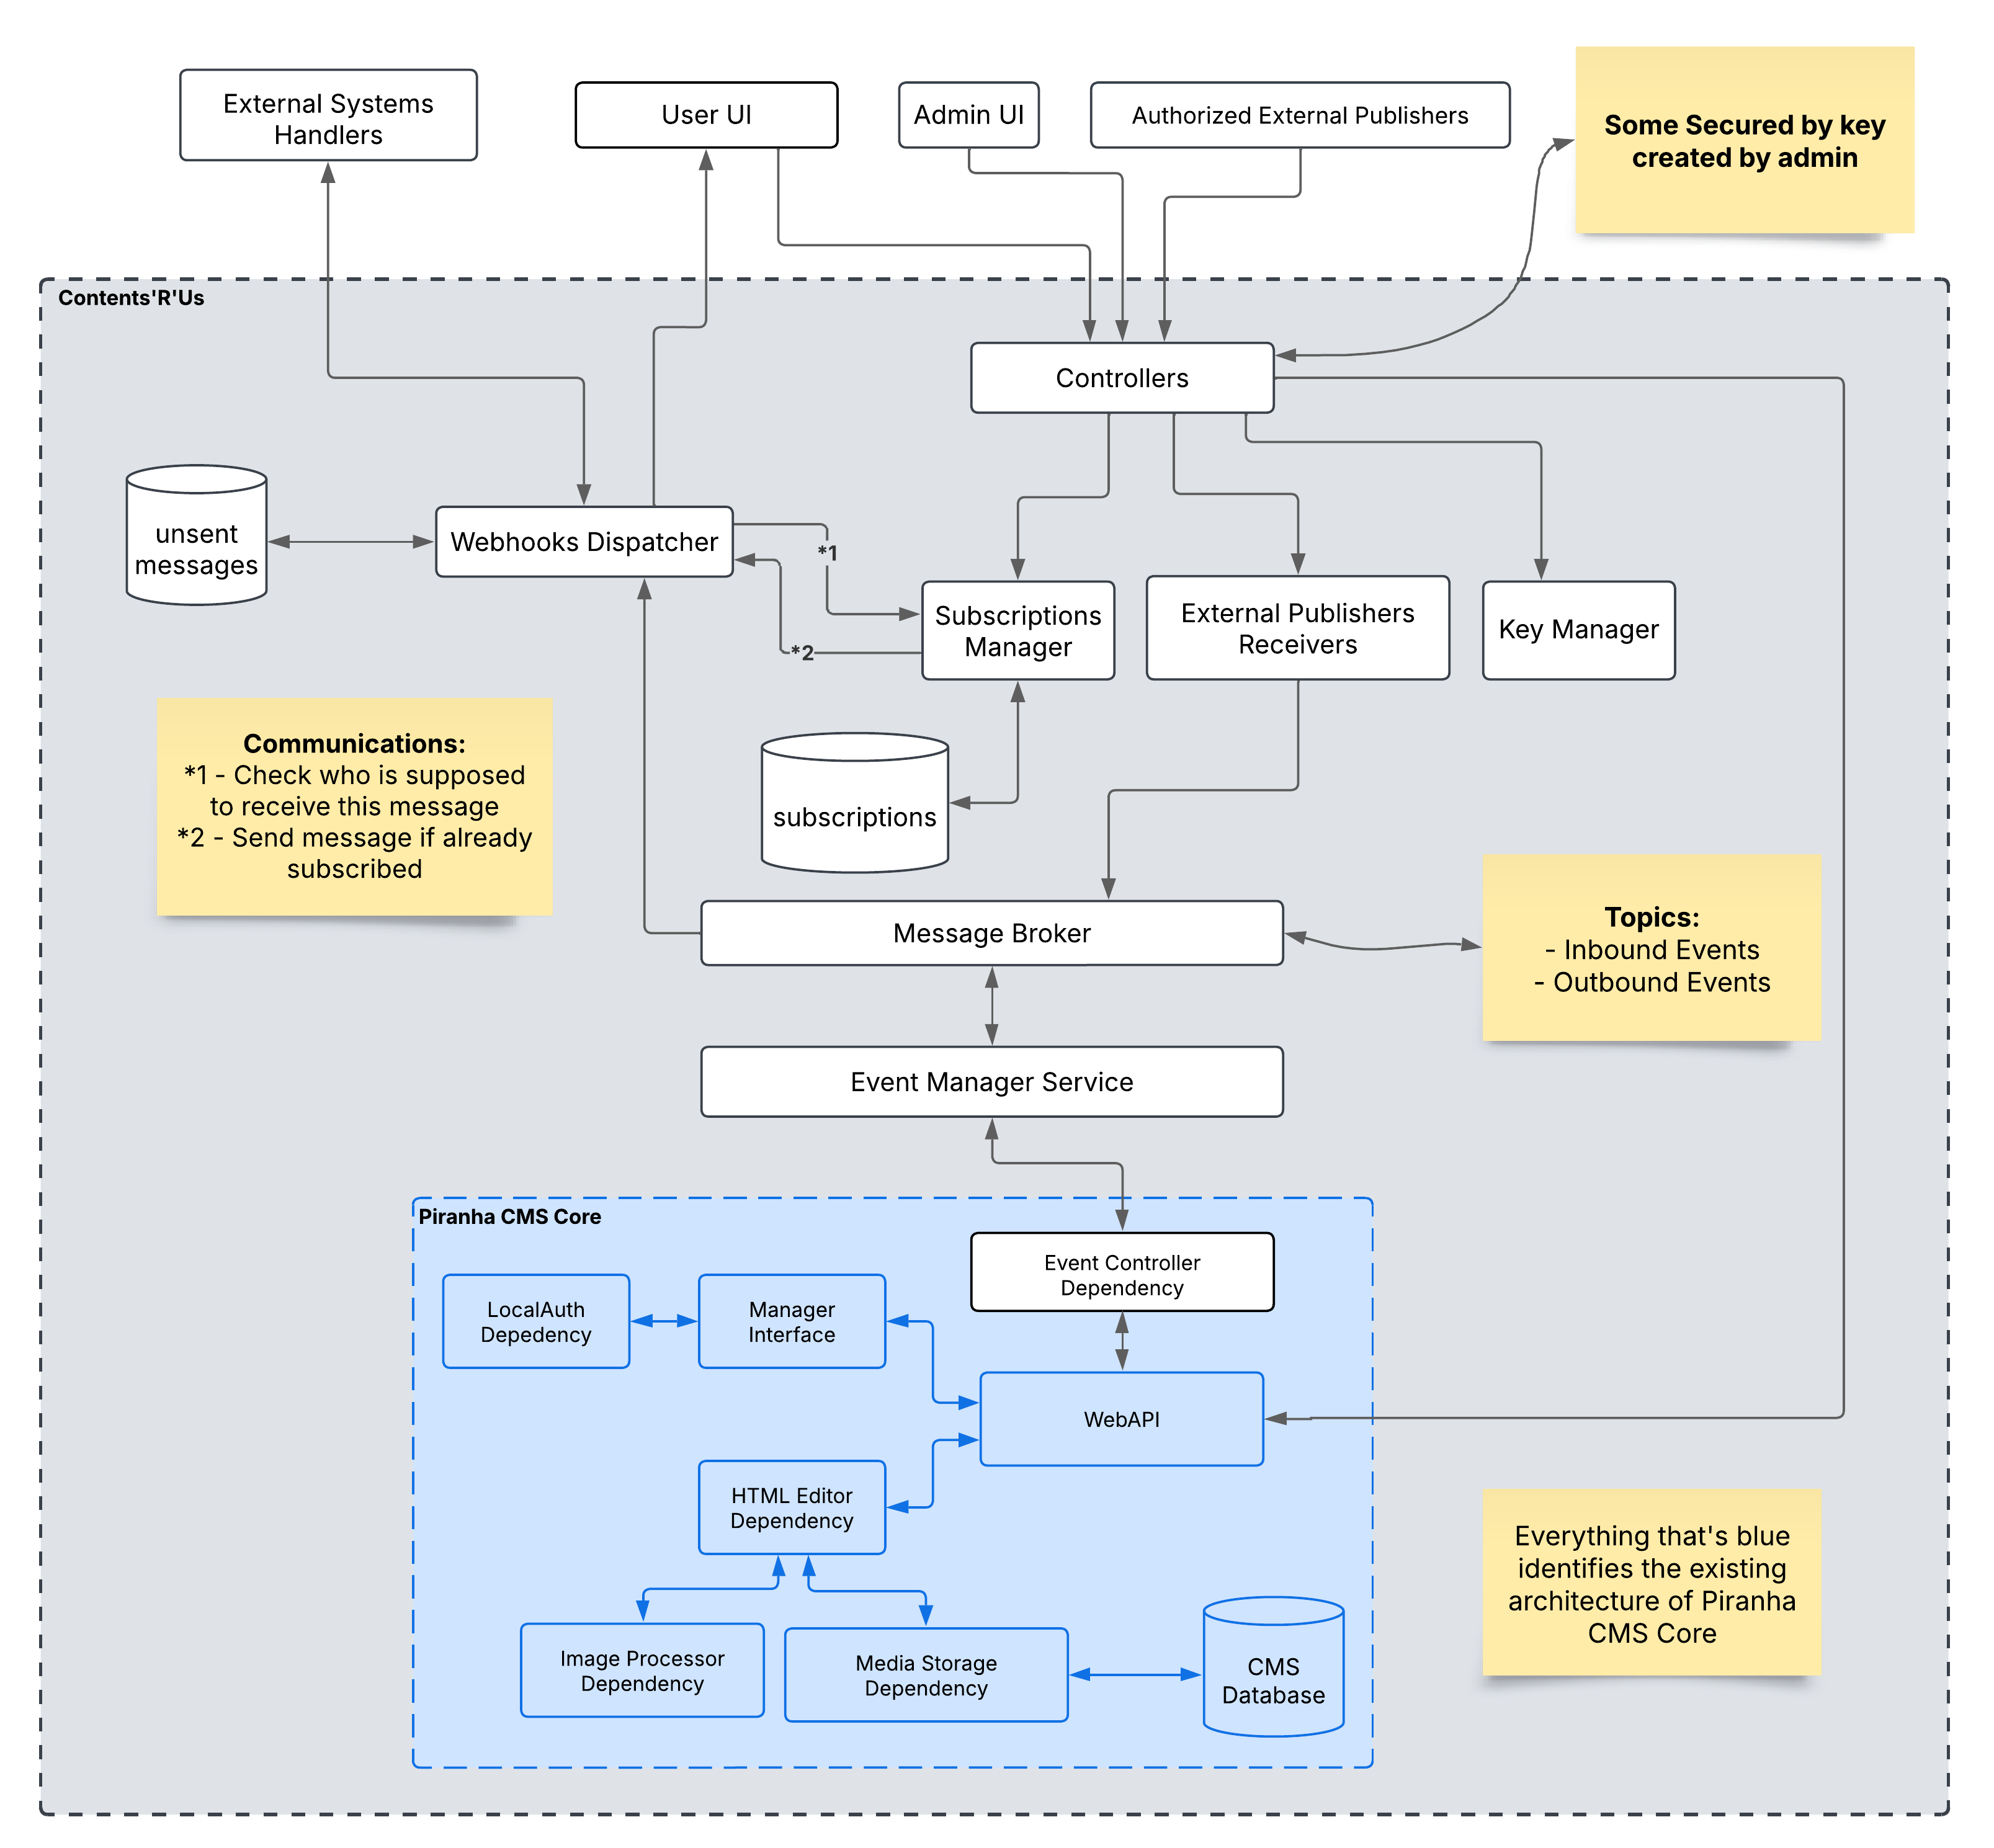 External Systems
Handlers
User UI
Admin UI
Authorized External Publishers
Some Secured by key
created by admin
Contents'R'Us
Controllers
unsent
messages
Webhooks Dispatcher
*1
*2
Subscriptions
Manager
External Publishers
Receivers
Key Manager
Communications:
*1 - Check who is supposed
to receive this message
*2 - Send message if already
subscribed
subscriptions
Message Broker
Topics:
- Inbound Events
- Outbound Events
Event Manager Service
Piranha CMS Core
Event Controller
Dependency
LocalAuth
Depedency
Manager
Interface
WebAPI
HTML Editor
Dependency
Everything that's blue
identifies the existing
architecture of Piranha
CMS Core
Image Processor
Dependency
Media Storage
Dependency
CMS
Database